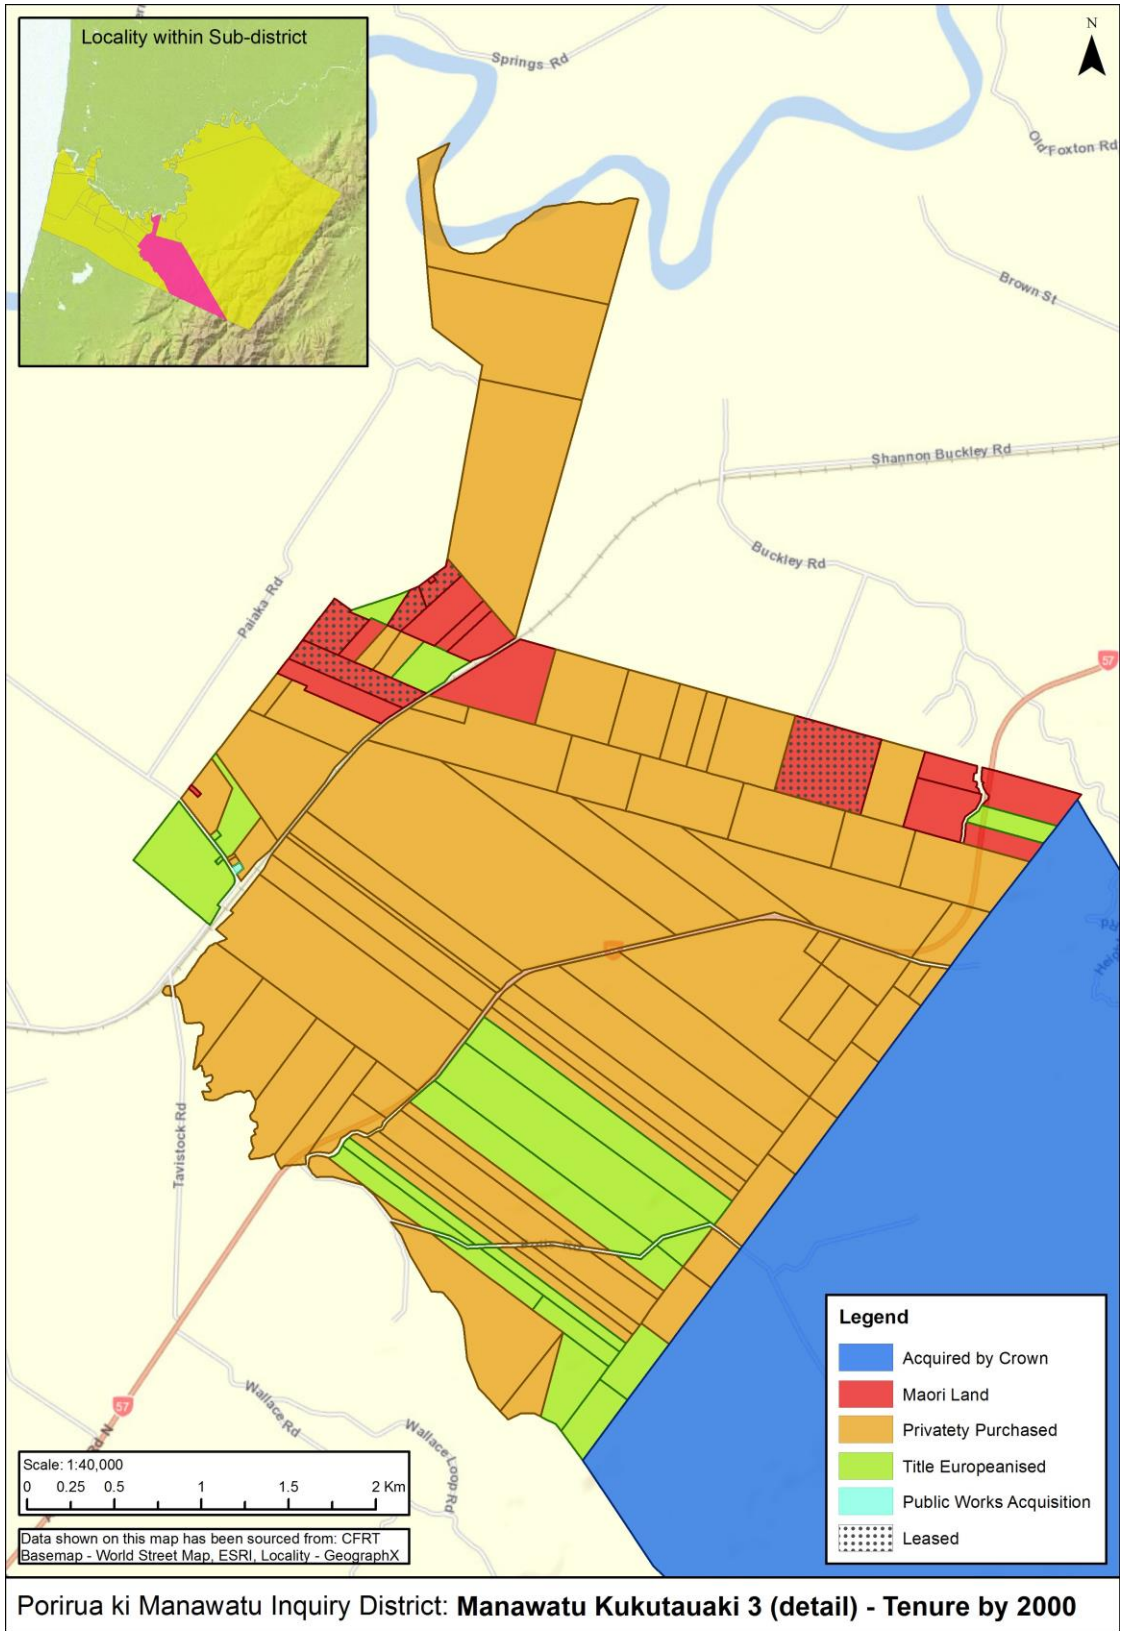 Locality within Sub-district
N
Springs Rd
Old Foxton Rd
Brown St
Shannon Buckley Rd
Buckley Rd
Paiaka Rd
57
Tavistock Rd
57
Wallace Rd
Wallace Loop Rd
Rd N
Legend
Acquired by Crown
Maori Land
Privatety Purchased
Title Europeanised
Public Works Acquisition
Leased
Scale: 1:40,000
0 0.25 0.5 1 1.5 2 Km
Data shown on this map has been sourced from: CFRT
Basemap - World Street Map, ESRI, Locality - GeographX
Porirua ki Manawatu Inquiry District: Manawatu Kukutauaki 3 (detail) - Tenure by 2000